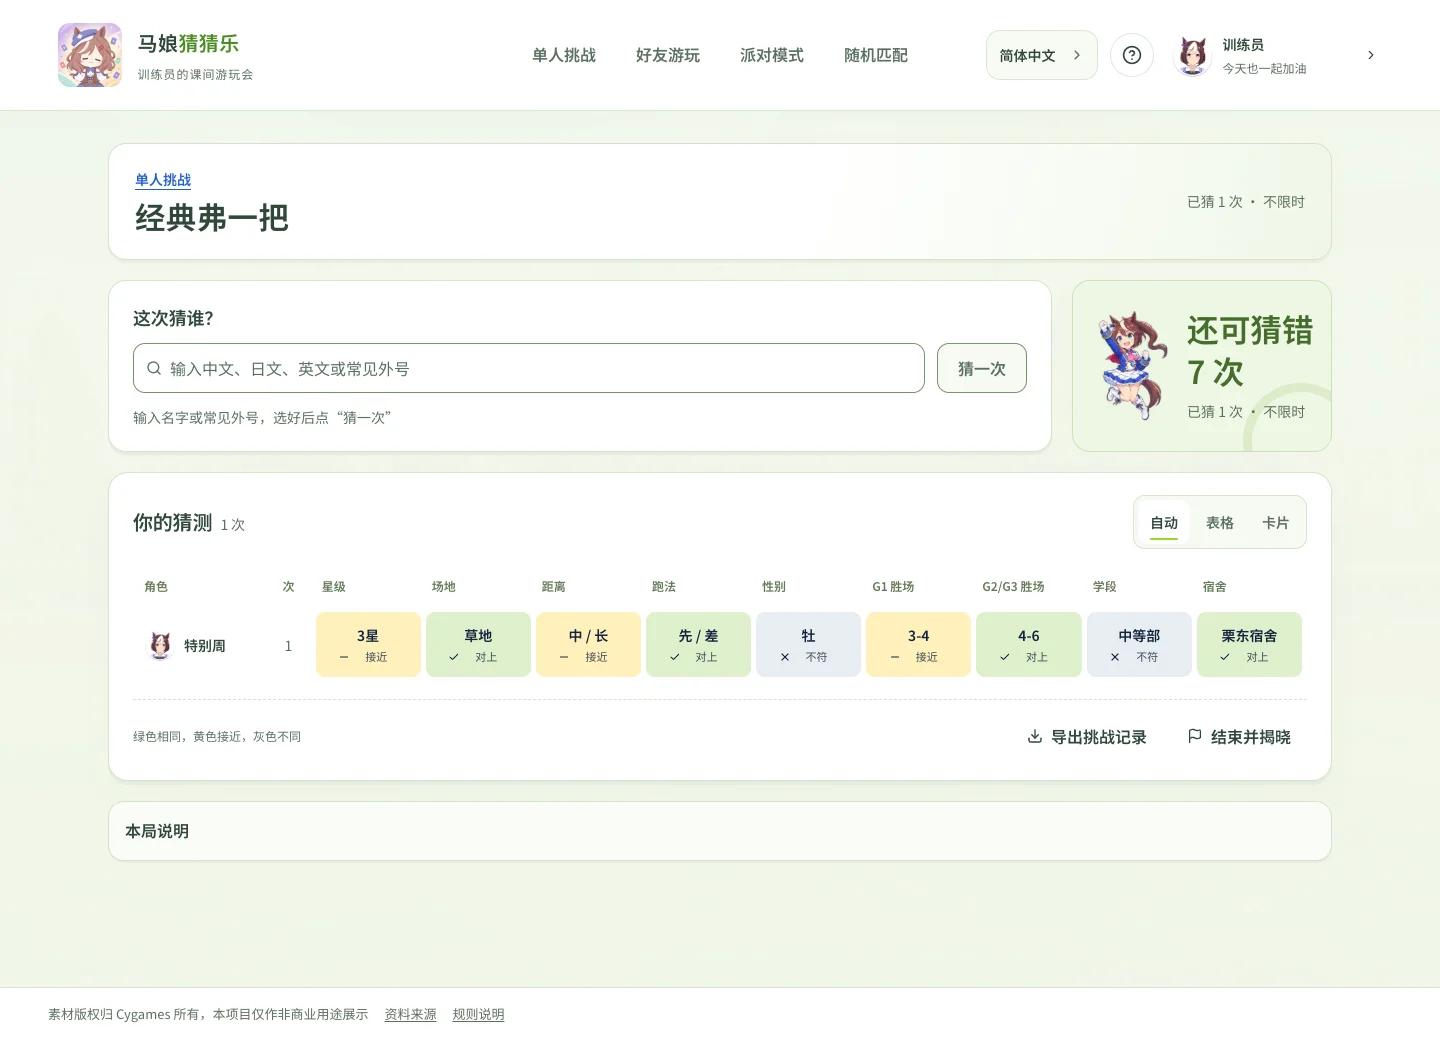 马娘猜猜乐
训练员的课间游玩会
单人挑战
好友游玩
派对模式
随机匹配
简体中文
训练员
今天也一起加油
单人挑战
经典弗一把
已猜 1 次 · 不限时
这次猜谁？
输入中文、日文、英文或常见外号
猜一次
输入名字或常见外号，选好后点“猜一次”
还可猜错
7 次
已猜 1 次 · 不限时
你的猜测 1 次
自动 表格 卡片
角色 次 星级 场地 距离 跑法 性别 G1 胜场 G2/G3 胜场 学段 宿舍
特别周 1 3星 草地 中 / 长 先 / 差 牡 3-4 4-6 中等部 栗东宿舍
接近 对上 接近 对上 不符 接近 对上 不符 对上
绿色相同，黄色接近，灰色不同
导出挑战记录
结束并揭晓
本局说明
素材版权归 Cygames 所有，本项目仅作非商业用途展示 资料来源 规则说明